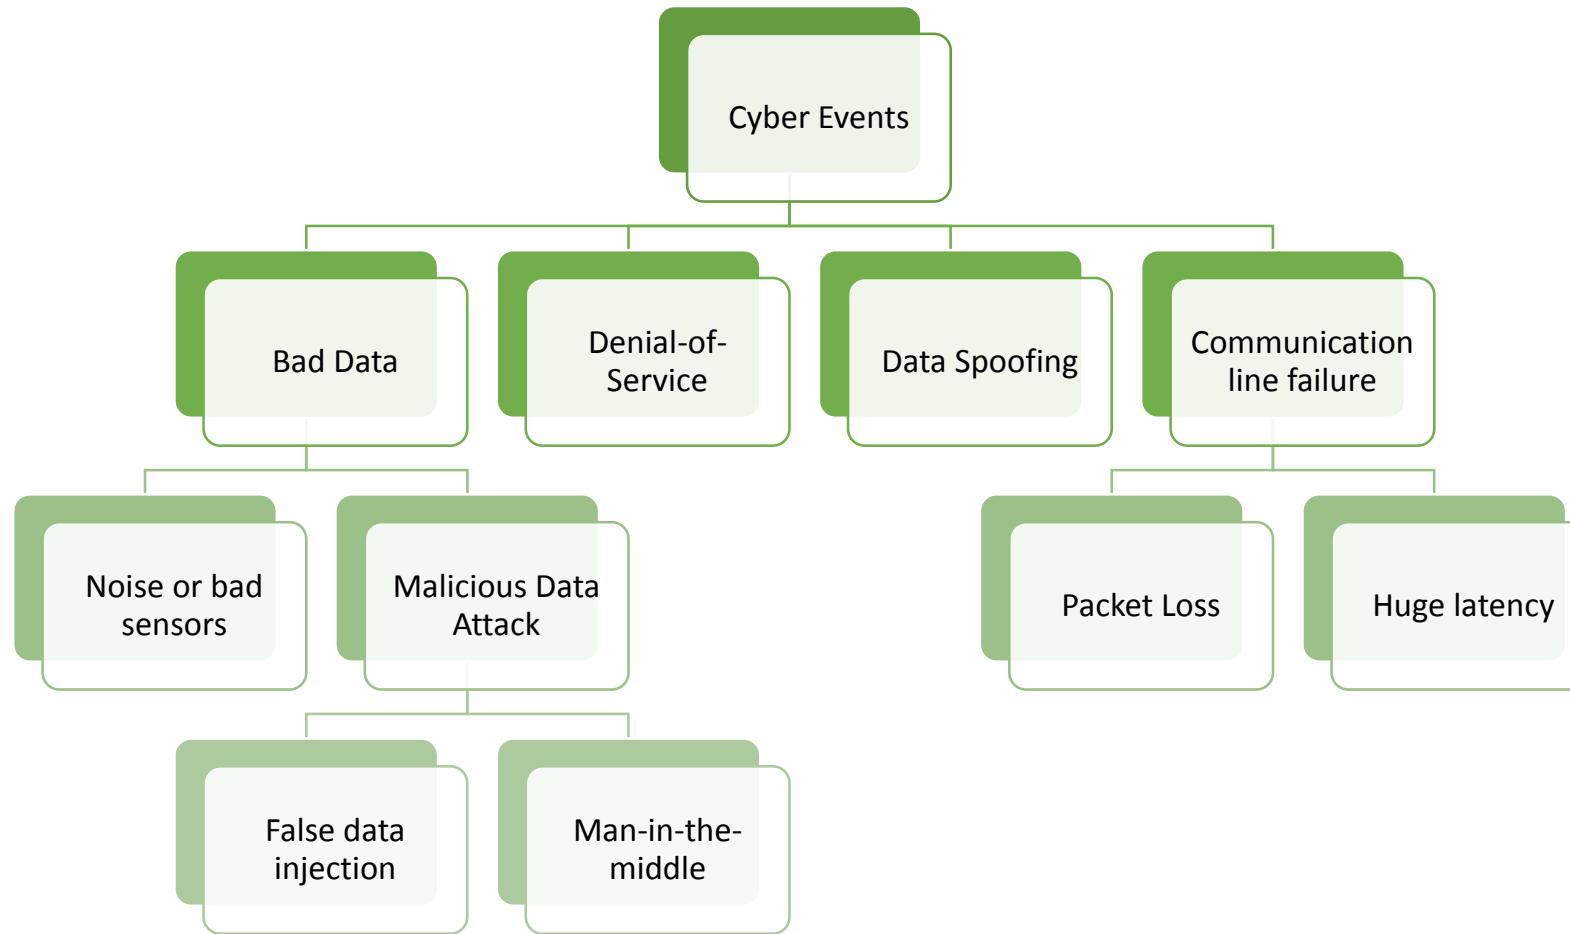 Cyber Events
Bad Data
Denial-of-
Service
Data Spoofing
Communication
line failure
Noise or bad
sensors
Malicious Data
Attack
Packet Loss
Huge latency
False data
injection
Man-in-the-
middle